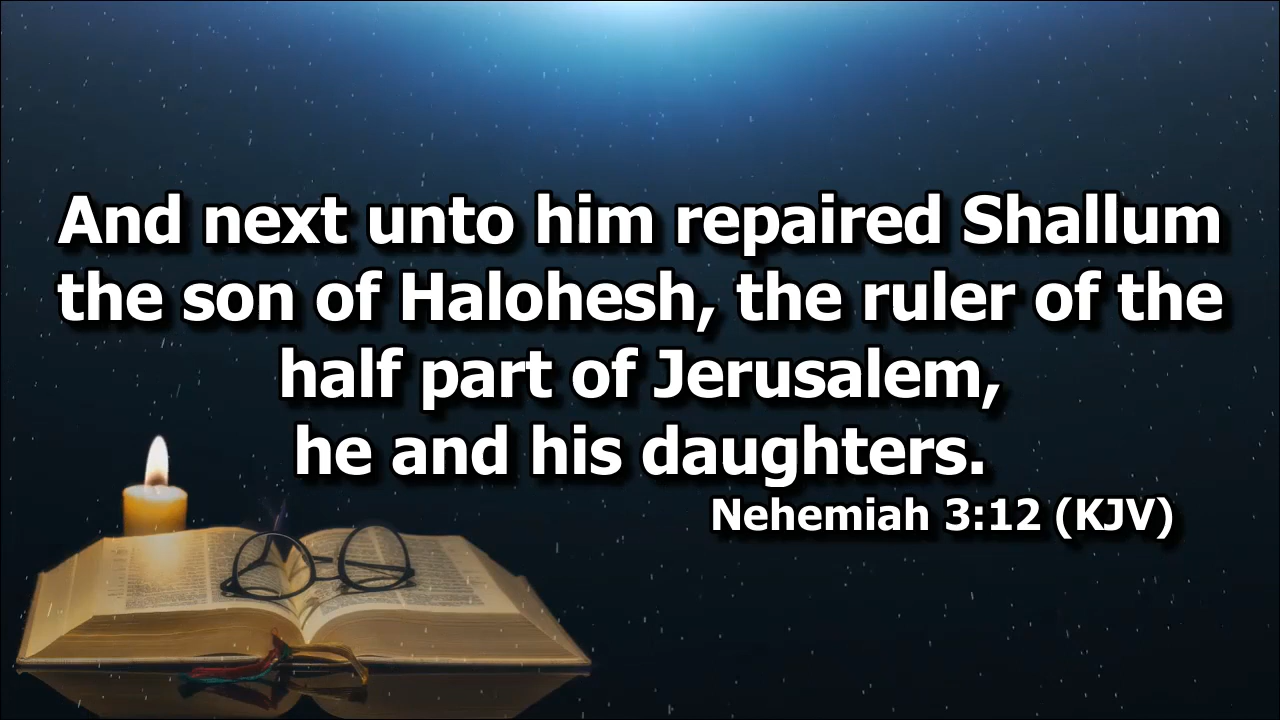 And next unto him repaired Shallum
the son of Halohesh, the ruler of the
half part of Jerusalem,
he and his daughters.
Nehemiah 3:12 (KJV)